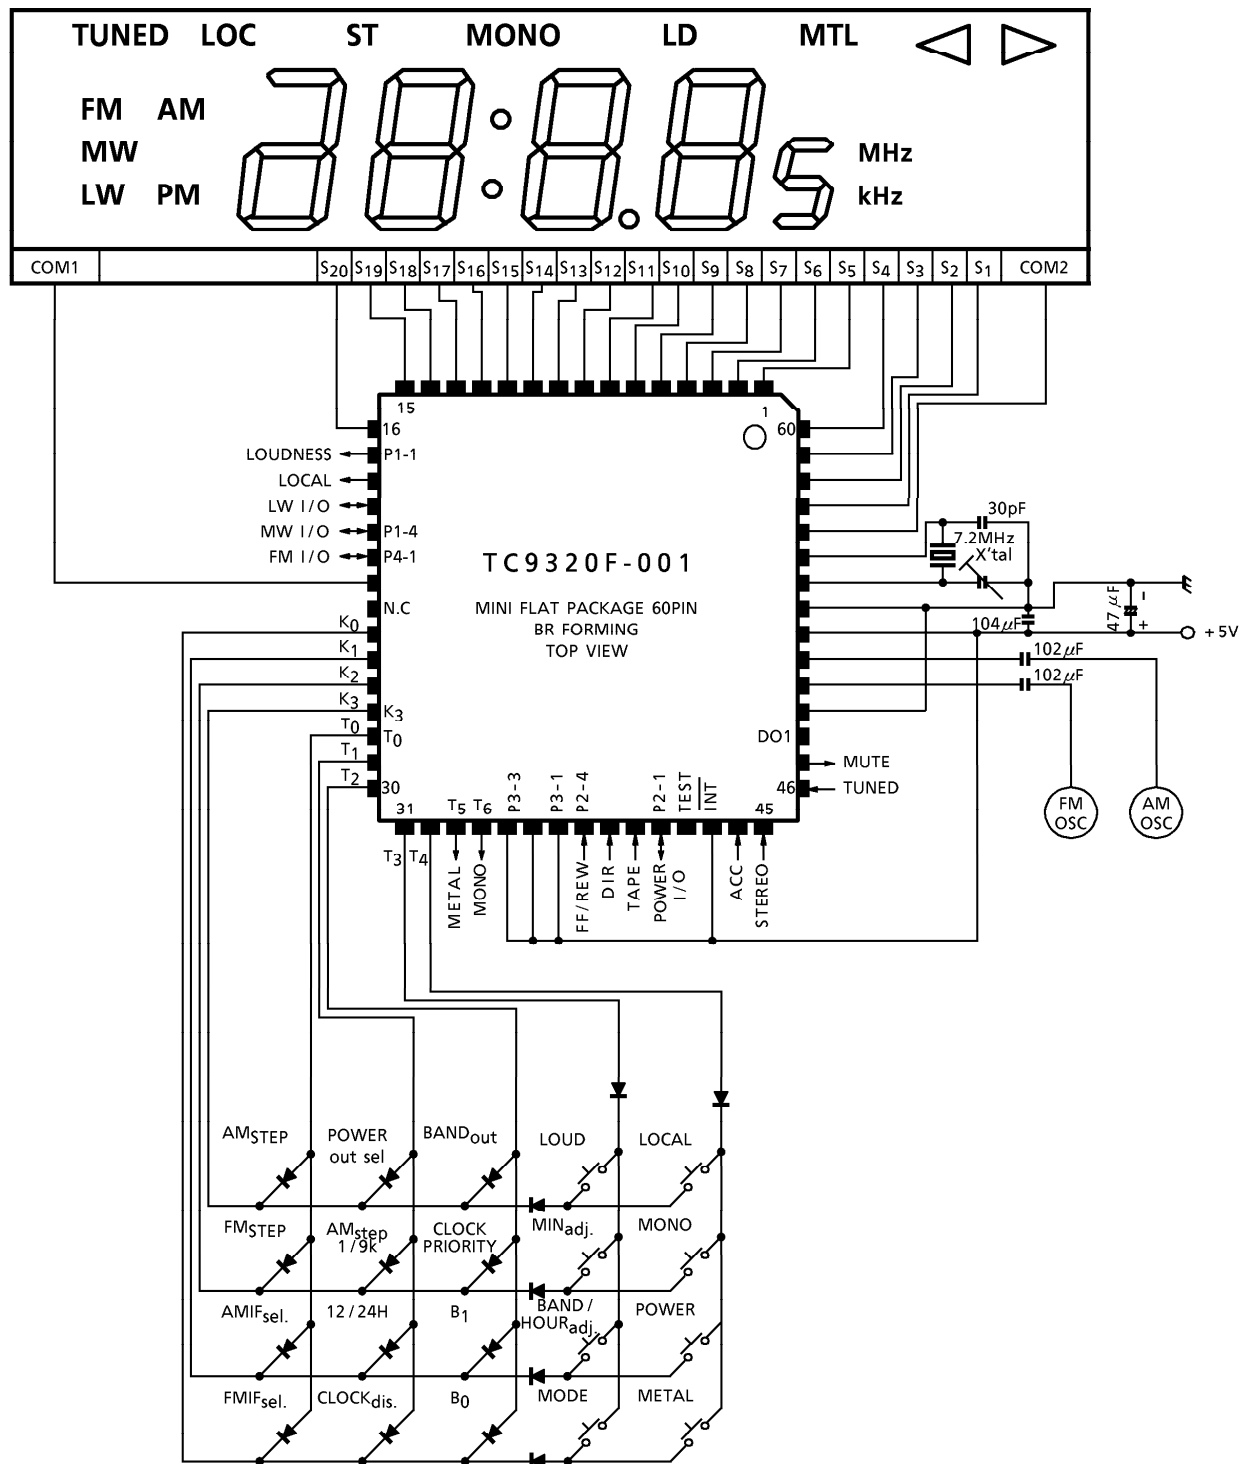 TUNED LOC ST MONO LD MTL
FM AM
MW
LW PM
MHz
kHz
COM1 S20 S19 S18 S17 S16 S15 S14 S13 S12 S11 S10 S9 S8 S7 S6 S5 S4 S3 S2 S1 COM2
15 1
16 60
LOUDNESS P1-1
LOCAL
LW I/O
MW I/O P1-4
FM I/O P4-1
30pF
7.2MHz
X'tal
TC9320F-001
MINI FLAT PACKAGE 60PIN
BR FORMING
TOP VIEW
N.C
K0
K1
K2
K3 K3
T0 T0
T1
T2 30
104μF
47μF
-
+
+5V
102μF
102μF
DO1
MUTE
46 TUNED
FM
OSC
AM
OSC
31 P3-3 P3-1 P2-4 P2-1 TEST INT 45
T3 T4 T5 T6
METAL MONO FF/REW DIR TAPE POWER I/O ACC STEREO
AMSTEP POWER out sel BANDout LOUD LOCAL
FMSTEP AMstep 1/9k CLOCK PRIORITY MINadj. MONO
AMIFsel. 12/24H B1 BAND/ HOURadj. POWER
FMIFsel. CLOCKdis. B0 MODE METAL